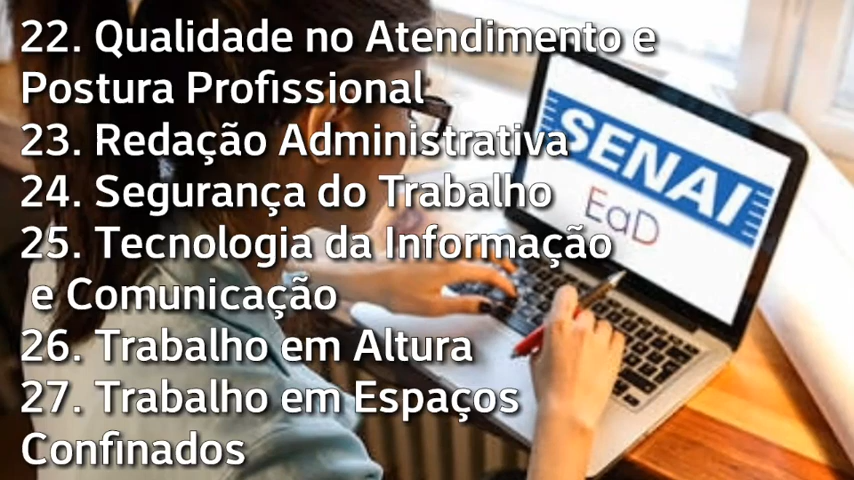 22. Qualidade no Atendimento e
Postura Profissional
23. Redação Administrativa
24. Segurança do Trabalho
25. Tecnologia da Informação
e Comunicação
26. Trabalho em Altura
27. Trabalho em Espaços
Confinados
SENAI
EaD